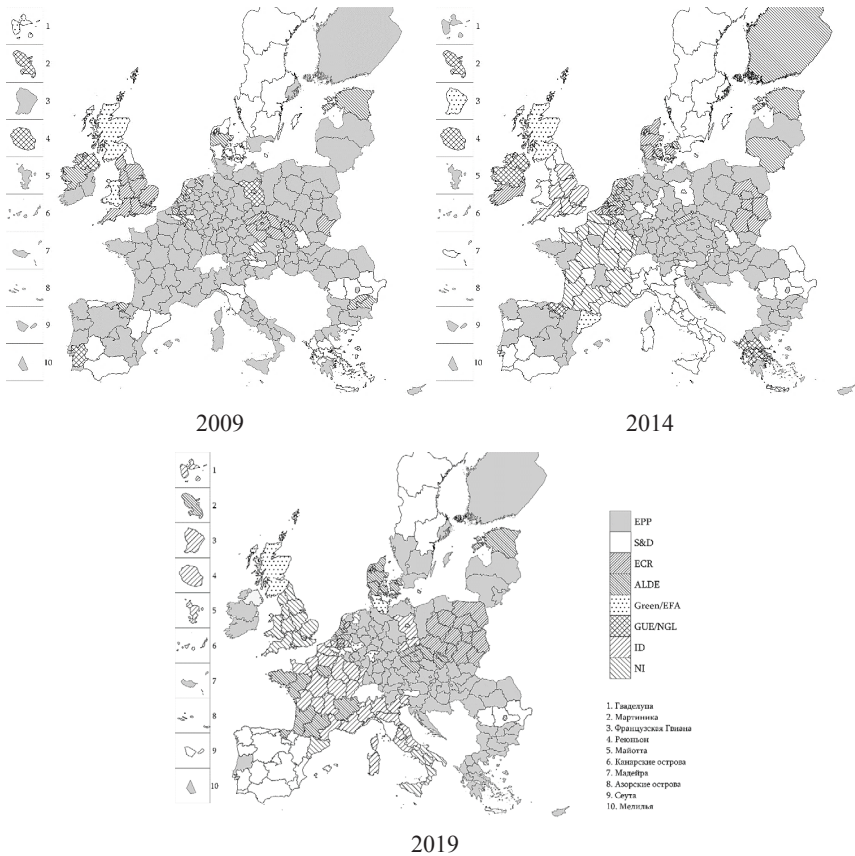 1
2
3
4
5
6
7
8
9
10
2009
1
2
3
4
5
6
7
8
9
10
2014
1
2
3
4
5
6
7
8
9
10
2019
EPP
S&D
ECR
ALDE
Green/EFA
GUE/NGL
ID
NI
1. Гваделупа
2. Мартиника
3. Французская Гвиана
4. Реюньон
5. Майотта
6. Канарские острова
7. Мадейра
8. Азорские острова
9. Сеута
10. Мелилья